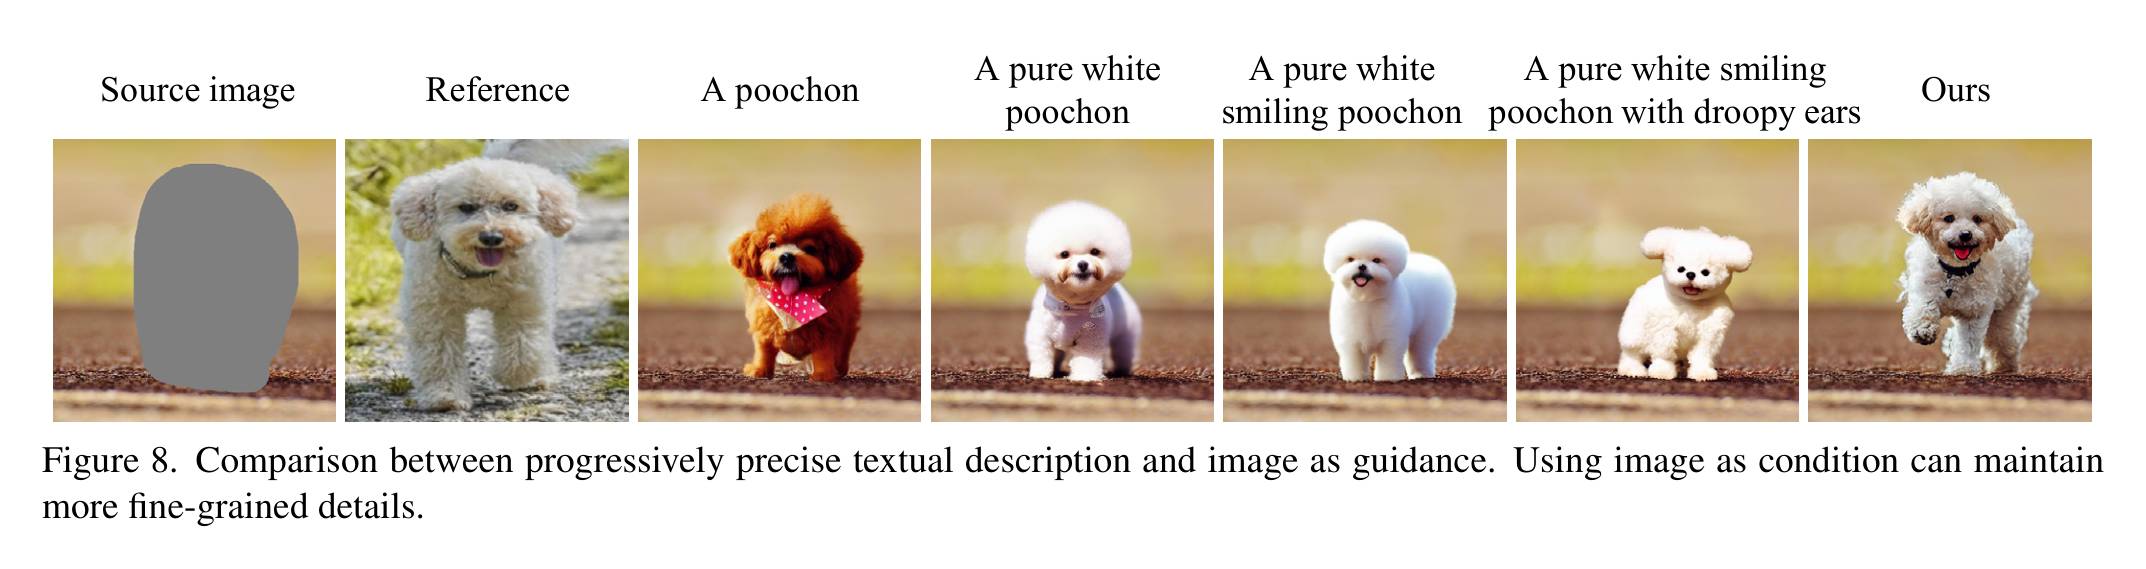 Source image
Reference
A poochon
A pure white
poochon
A pure white
smiling poochon
A pure white smiling
poochon with droopy ears
Ours
Figure 8. Comparison between progressively precise textual description and image as guidance. Using image as condition can maintain
more fine-grained details.